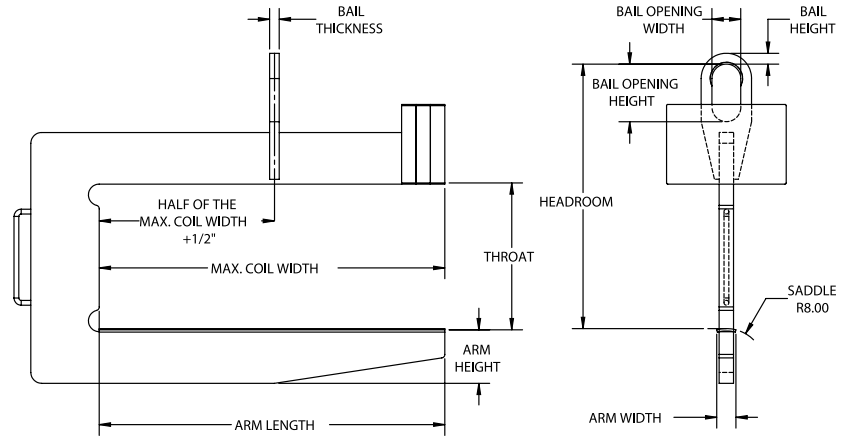 BAIL
THICKNESS
BAIL OPENING
WIDTH
BAIL
HEIGHT
BAIL OPENING
HEIGHT
HALF OF THE
MAX. COIL WIDTH
+1/2"
HEADROOM
THROAT
MAX. COIL WIDTH
SADDLE
R8.00
ARM
HEIGHT
ARM LENGTH
ARM WIDTH